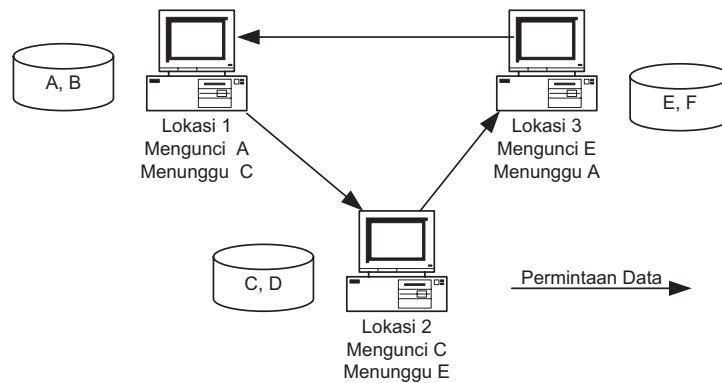 A, B
Lokasi 1
Mengunci A
Menunggu C
Lokasi 3
Mengunci E
Menunggu A
E, F
C, D
Lokasi 2
Mengunci C
Menunggu E
Permintaan Data